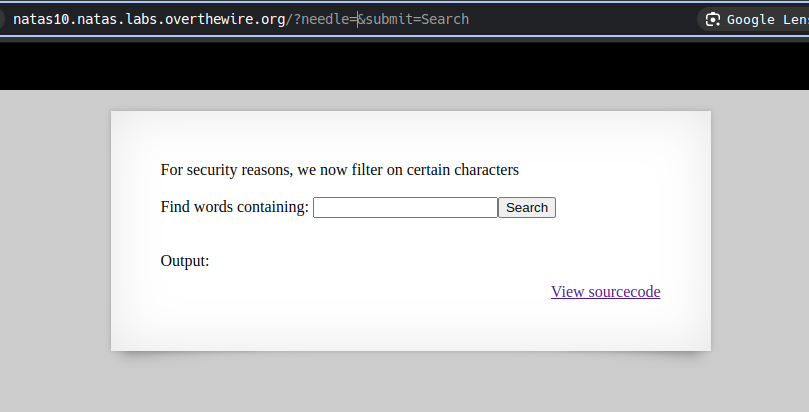 natas10.natas.labs.overthewire.org/?needle=&submit=Search
Google Len
For security reasons, we now filter on certain characters
Find words containing: Search
Output:
View sourcecode